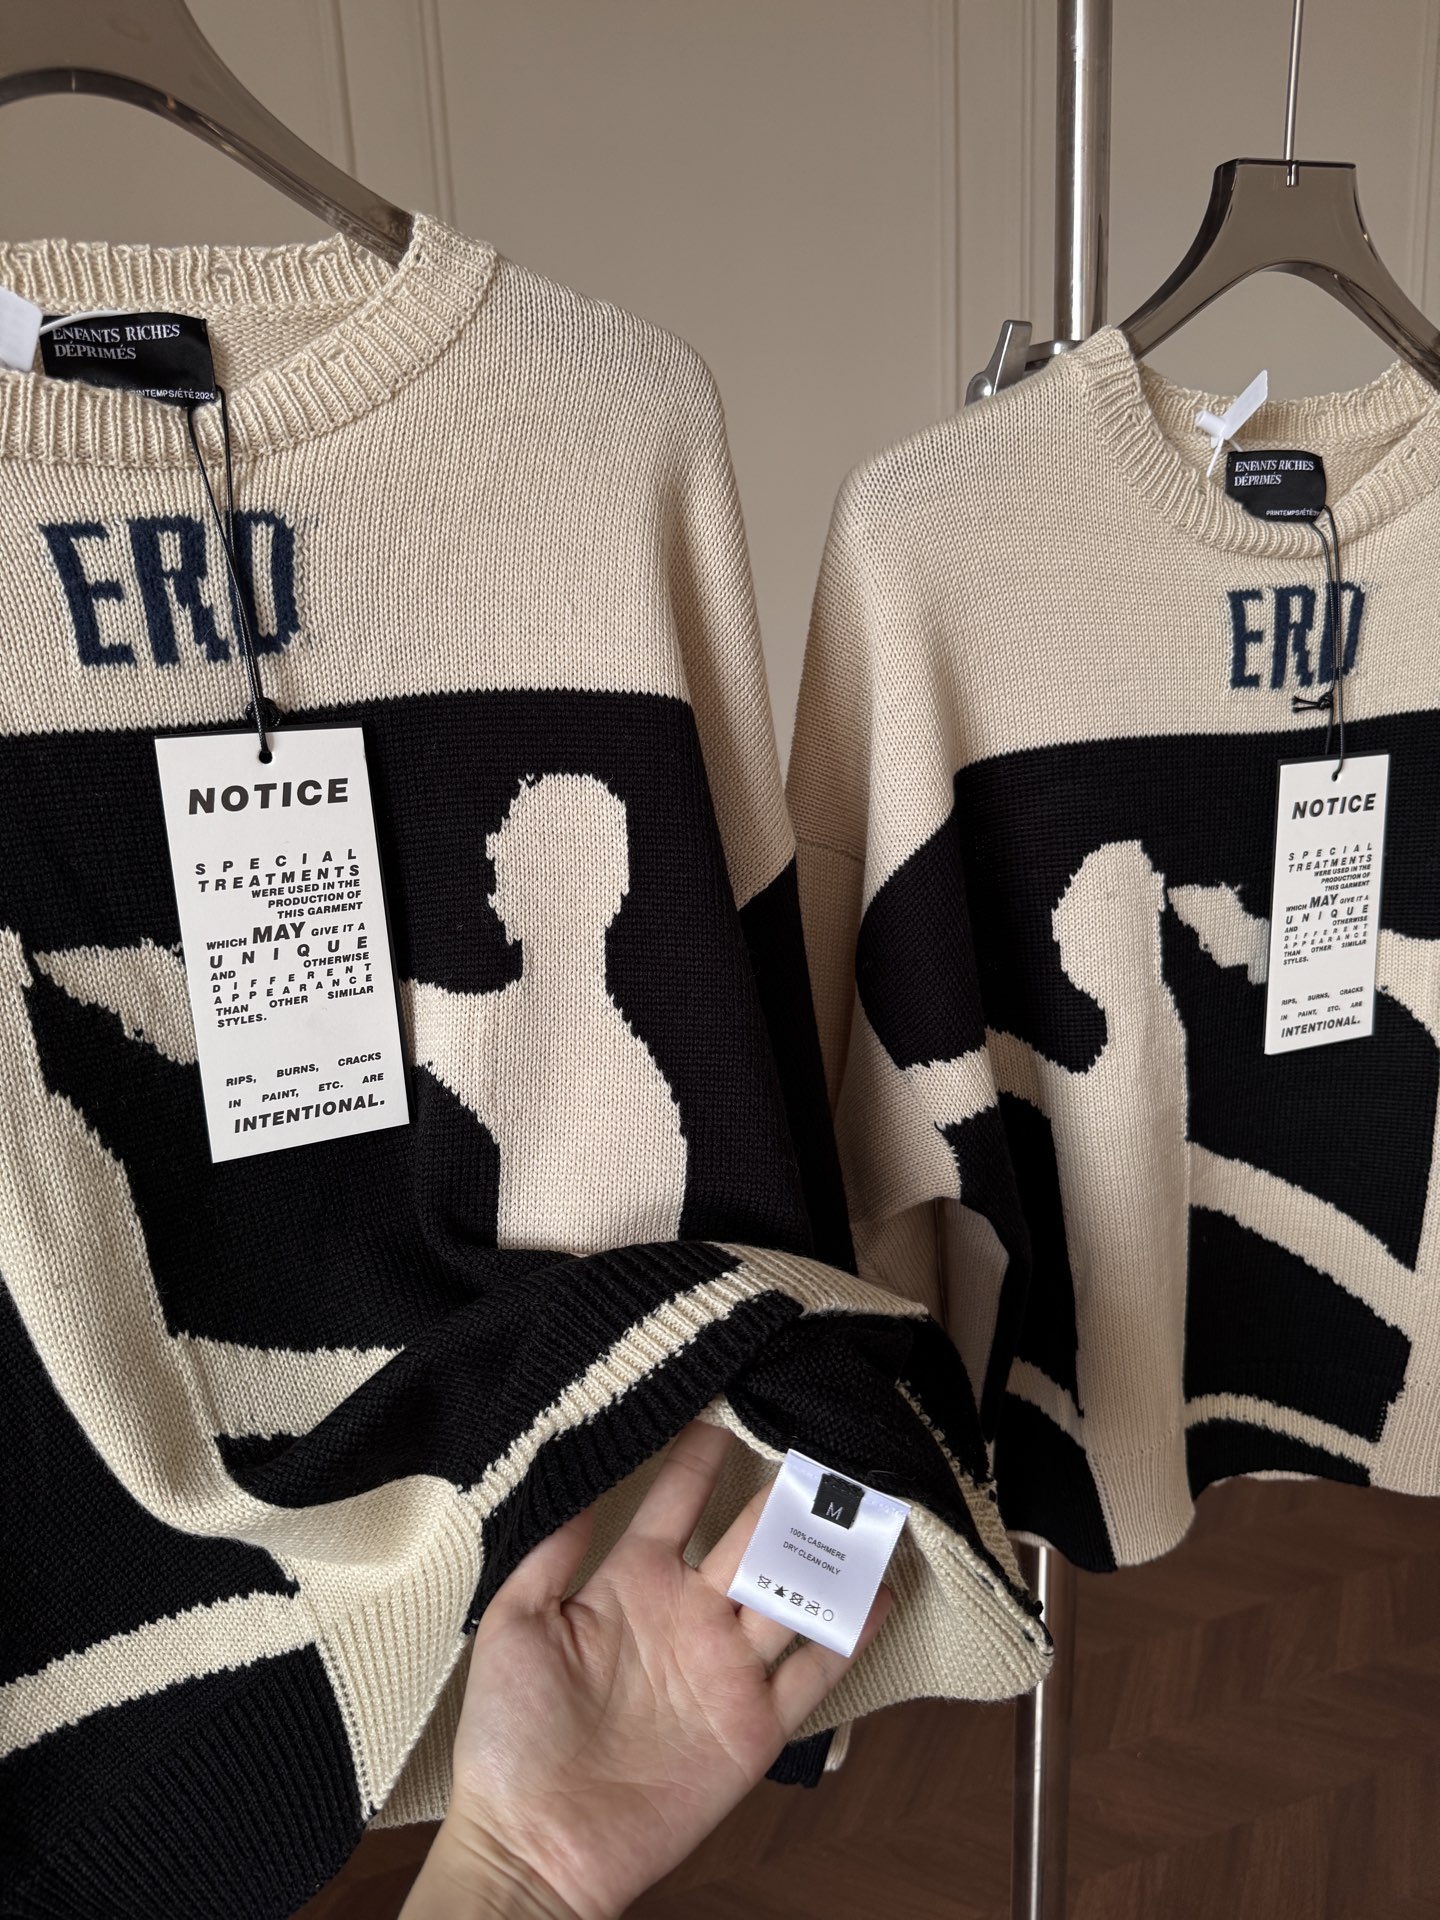 ENFANTS RICHES
DÉPRIMÉS
PRINTEMPS/ÉTÉ 2024
ERD
NOTICE
SPECIAL
TREATMENTS
WERE USED IN THE
PRODUCTION OF
THIS GARMENT
WHICH MAY GIVE IT A
UNIQUE
AND OTHERWISE
DIFFERENT
APPEARANCE
THAN OTHER SIMILAR
STYLES.
RIPS, BURNS, CRACKS
IN PAINT, ETC. ARE
INTENTIONAL.
M
100% CASHMERE
DRY CLEAN ONLY
ENFANTS RICHES
DÉPRIMÉS
PRINTEMPS/ÉTÉ
ERD
NOTICE
SPECIAL
TREATMENTS
WERE USED IN THE
PRODUCTION OF
THIS GARMENT
WHICH MAY GIVE IT A
UNIQUE
AND OTHERWISE
DIFFERENT
APPEARANCE
THAN OTHER SIMILAR
STYLES.
RIPS, BURNS, CRACKS
IN PAINT, ETC. ARE
INTENTIONAL.